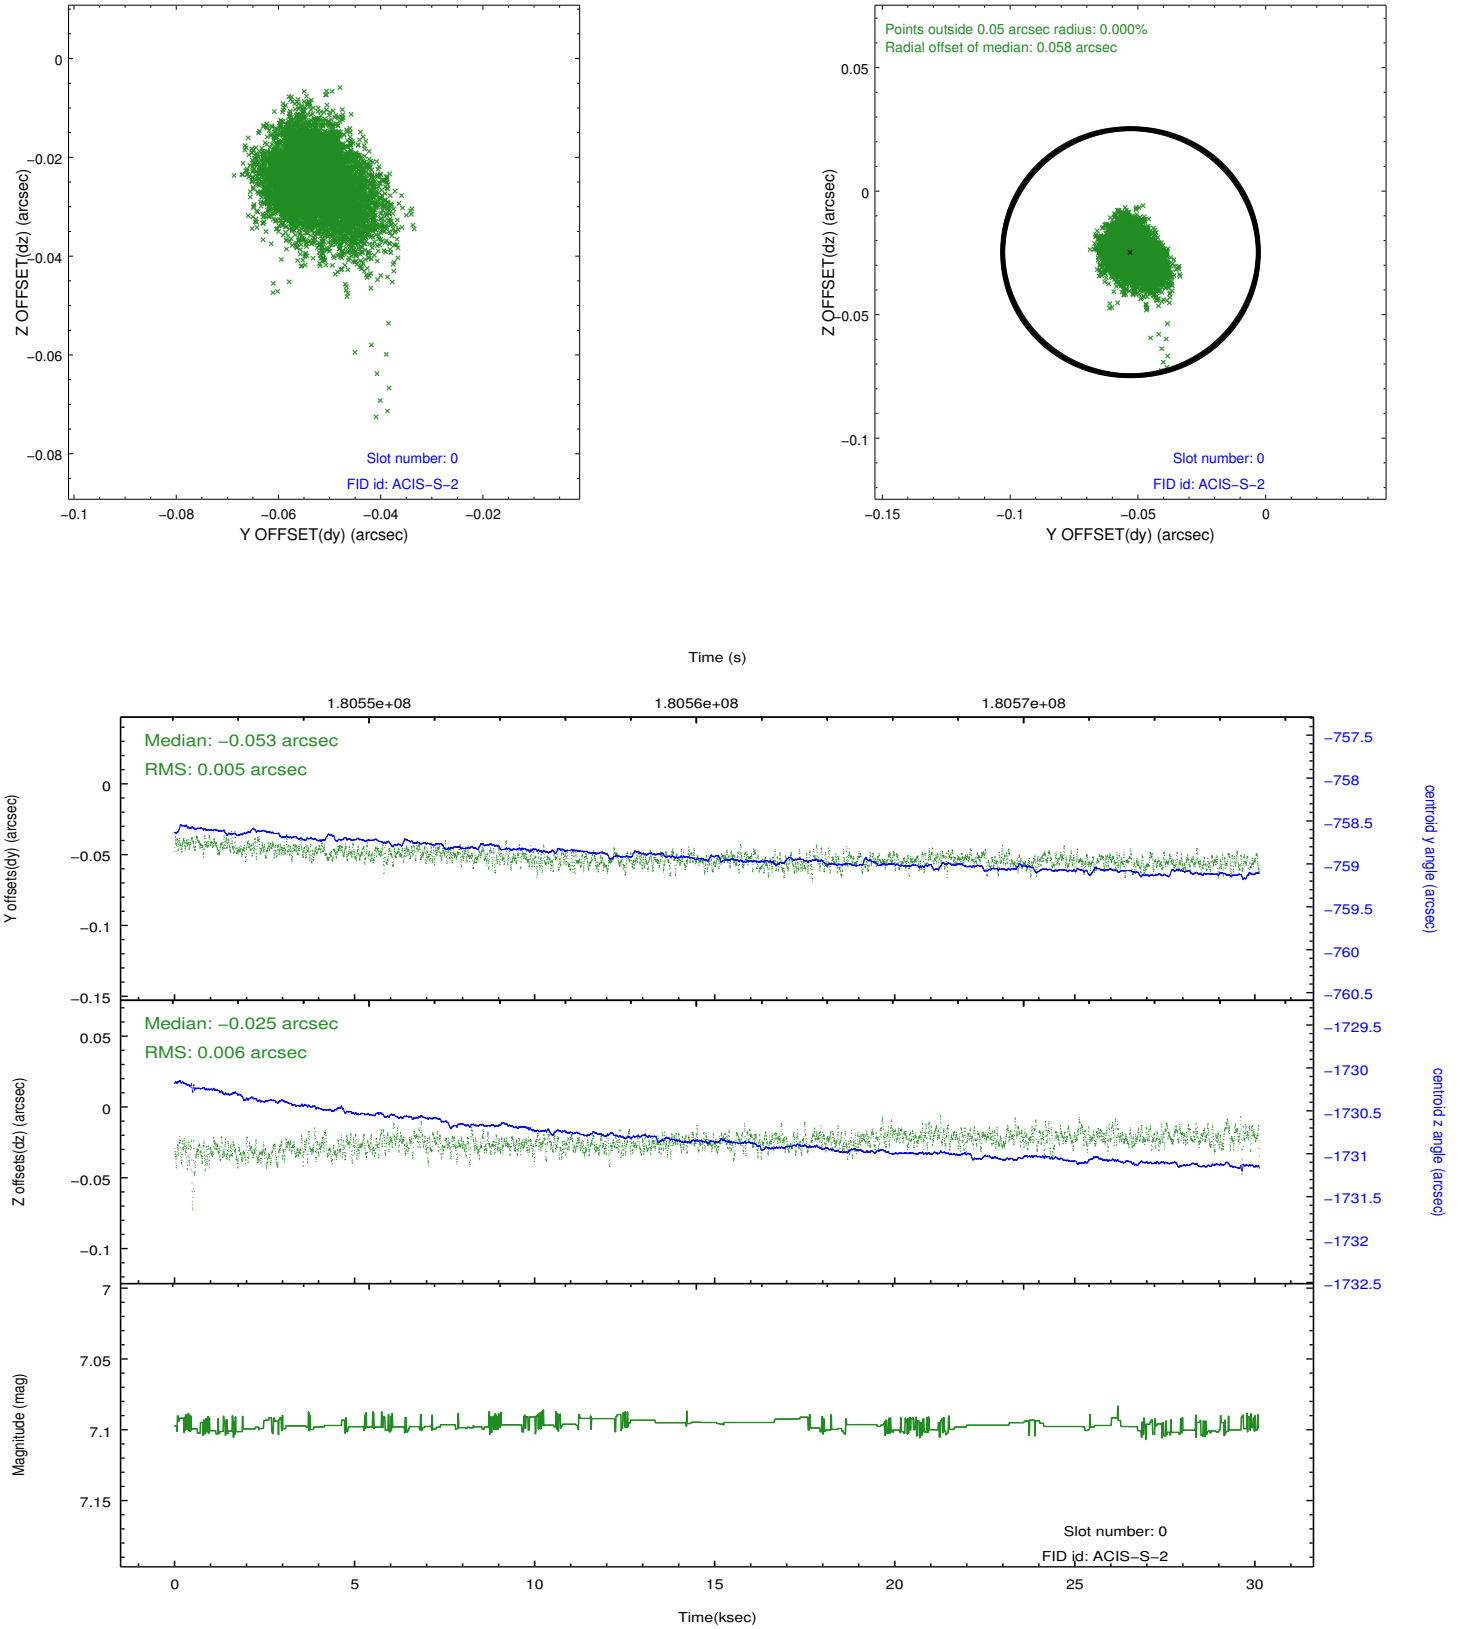 0
−0.02
−0.04
−0.06
−0.08
Z OFFSET(dz) (arcsec)
Slot number: 0
FID id: ACIS−S−2
−0.1
−0.08
−0.06
−0.04
−0.02
Y OFFSET(dy) (arcsec)
Points outside 0.05 arcsec radius: 0.000%
Radial offset of median: 0.058 arcsec
0.05
0
−0.05
−0.1
Z OFFSET(dz) (arcsec)
Slot number: 0
FID id: ACIS−S−2
−0.15
−0.1
−0.05
0
Y OFFSET(dy) (arcsec)
Time (s)
1.8055e+08
1.8056e+08
1.8057e+08
Median: −0.053 arcsec
RMS: 0.005 arcsec
0
−0.05
−0.1
−0.15
Y offsets(dy) (arcsec)
−757.5
−758
−758.5
−759
−759.5
−760
−760.5
centroid y angle (arcsec)
Median: −0.025 arcsec
RMS: 0.006 arcsec
0.05
0
−0.05
−0.1
Z offsets(dz) (arcsec)
−1729.5
−1730
−1730.5
−1731
−1731.5
−1732
−1732.5
centroid z angle (arcsec)
7
7.05
7.1
7.15
Magnitude (mag)
Slot number: 0
FID id: ACIS−S−2
0
5
10
15
20
25
30
Time(ksec)